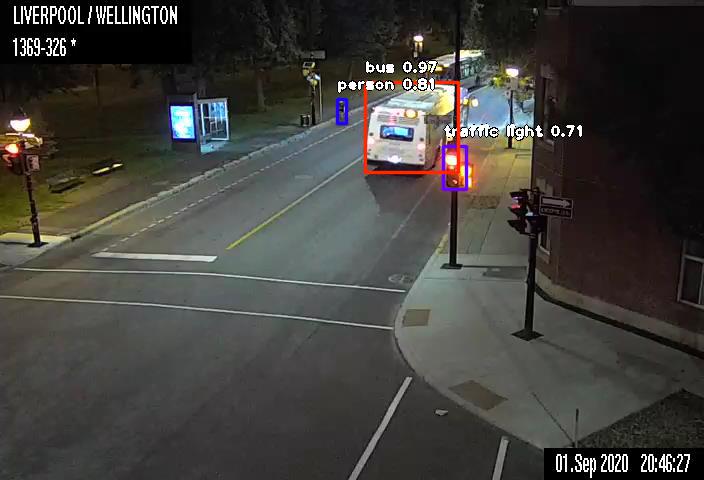 LIVERPOOL / WELLINGTON
1369-326 *
bus 0.97
person 0.81
traffic light 0.71
01.Sep 2020 20:46:27